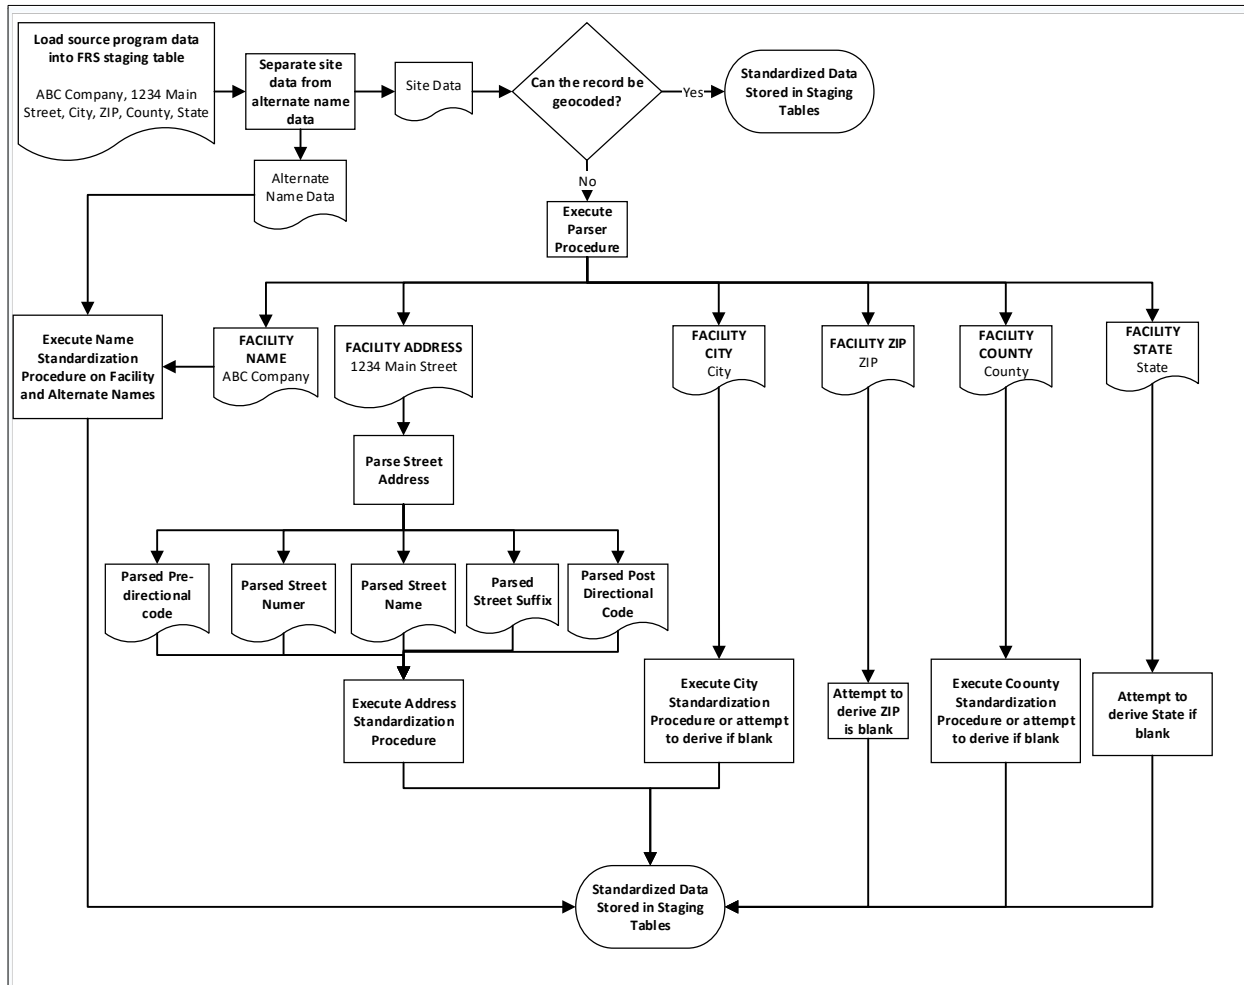 Load source program data
into FRS staging table
ABC Company, 1234 Main
Street, City, ZIP, County, State
Separate site
data from
alternate name
data
Site Data
Can the record be
geocoded?
Yes
Standardized Data
Stored in Staging
Tables
Alternate
Name Data
No
Execute
Parser
Procedure
Execute Name
Standardization
Procedure on Facility
and Alternate Names
FACILITY
NAME
ABC Company
FACILITY ADDRESS
1234 Main Street
FACILITY
CITY
City
FACILITY ZIP
ZIP
FACILITY
COUNTY
County
FACILITY
STATE
State
Parse Street
Address
Parsed Pre-
directional
code
Parsed Street
Numer
Parsed Street
Name
Parsed
Street Suffix
Parsed Post
Directional
Code
Execute Address
Standardization
Procedure
Execute City
Standardization
Procedure or attempt
to derive if blank
Attempt to
derive ZIP
is blank
Execute Coounty
Standardization
Procedure or attempt
to derive if blank
Attempt to
derive State if
blank
Standardized Data
Stored in Staging
Tables